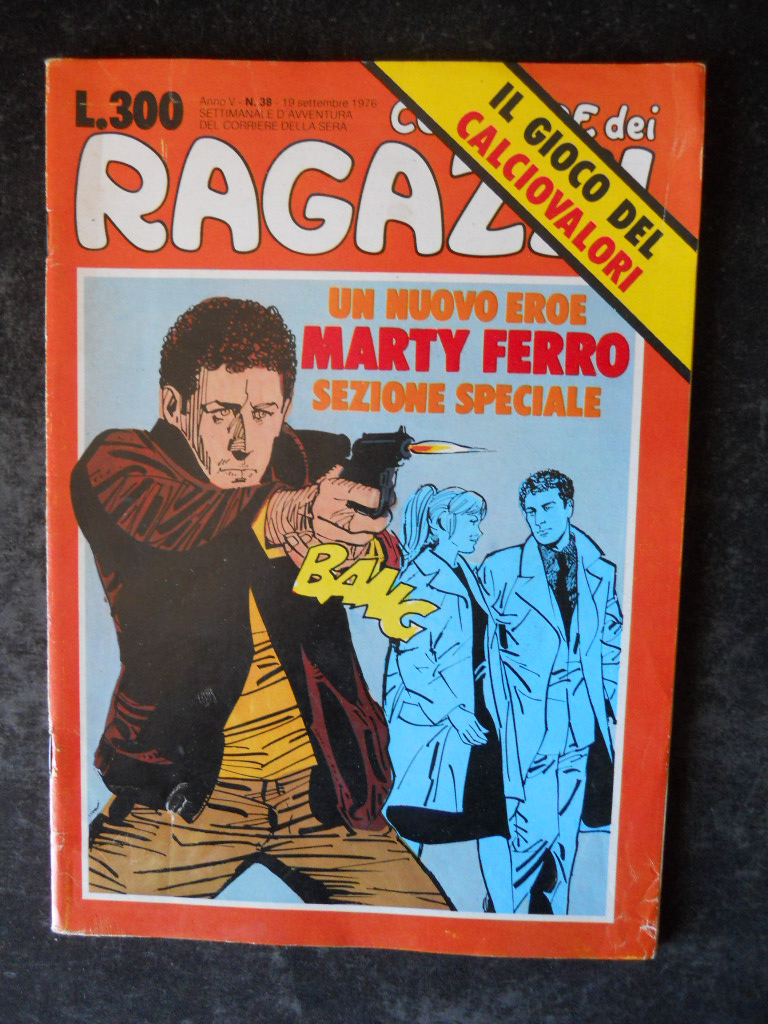 L.300
Anno V - N. 38 - 19 settembre 1976
SETTIMANALE D'AVVENTURA
DEL CORRIERE DELLA SERA
dei
RAGAZZI
IL GIOCO DEL
CALCIOVALORI
UN NUOVO EROE
MARTY FERRO
SEZIONE SPECIALE
BANG